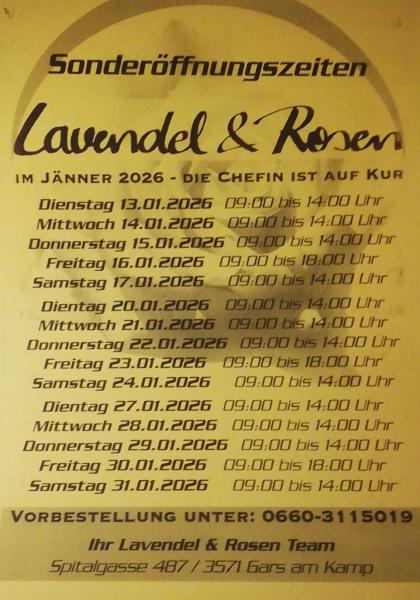 Sonderöffnungszeiten
Lavendel & Rosen
im Jänner 2026 - die Chefin ist auf Kur
Dienstag 13.01.2026 09:00 bis 14:00 Uhr
Mittwoch 14.01.2026 09:00 bis 14:00 Uhr
Donnerstag 15.01.2026 09:00 bis 14:00 Uhr
Freitag 16.01.2026 09:00 bis 18:00 Uhr
Samstag 17.01.2026 09:00 bis 14:00 Uhr
Dientag 20.01.2026 09:00 bis 14:00 Uhr
Mittwoch 21.01.2026 09:00 bis 14:00 Uhr
Donnerstag 22.01.2026 09:00 bis 14:00 Uhr
Freitag 23.01.2026 09:00 bis 18:00 Uhr
Samstag 24.01.2026 09:00 bis 14:00 Uhr
Dientag 27.01.2026 09:00 bis 14:00 Uhr
Mittwoch 28.01.2026 09:00 bis 14:00 Uhr
Donnerstag 29.01.2026 09:00 bis 14:00 Uhr
Freitag 30.01.2026 09:00 bis 18:00 Uhr
Samstag 31.01.2026 09:00 bis 14:00 Uhr
Vorbestellung unter: 0660-3115019
Ihr Lavendel & Rosen Team
Spitalgasse 487 / 3571 Gars am Kamp